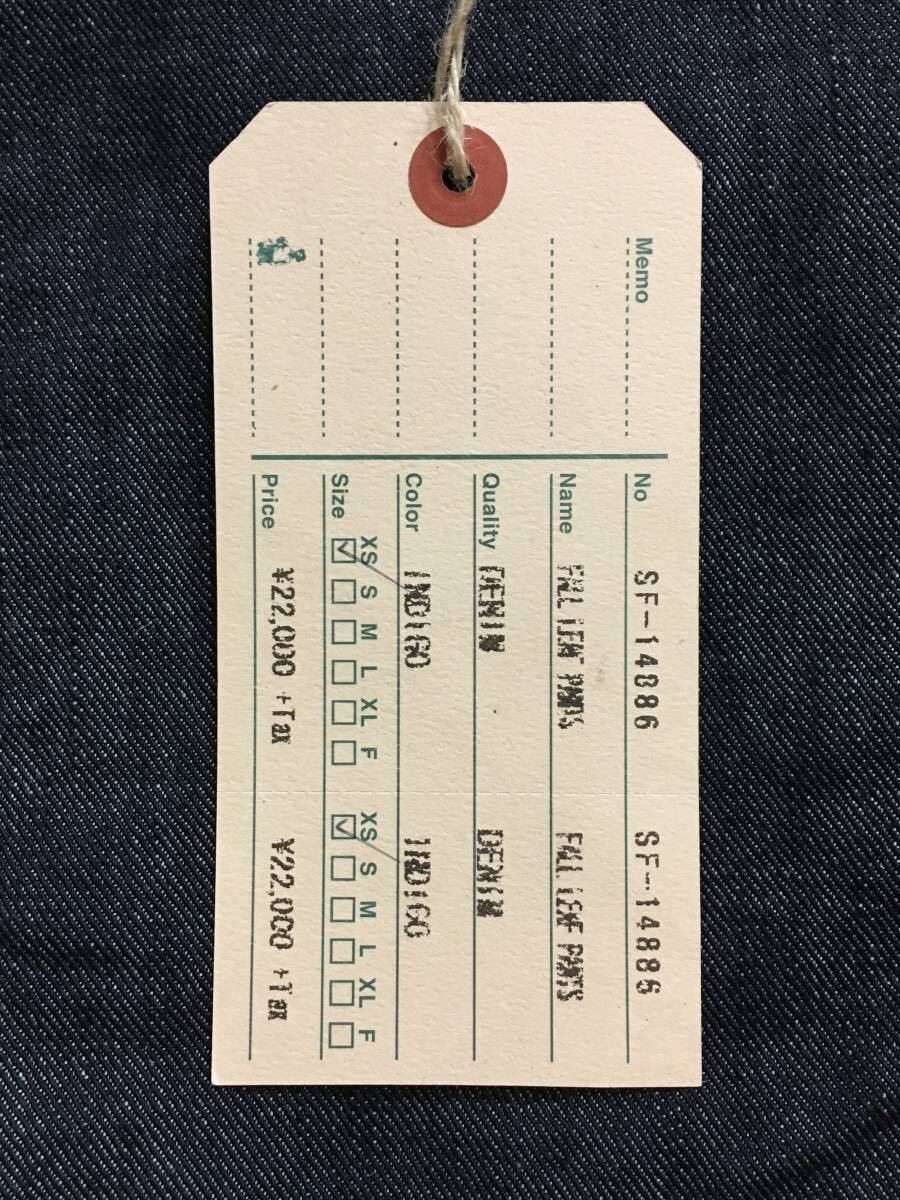 Memo
No SF-14886 SF-14886
Name FALL LEAF PANTS FALL LEAF PANTS
Quality DENIM DENIM
Color INDIGO INDIGO
Size XS S M L XL F XS S M L XL F
Price ¥22,000 +Tax ¥22,000 +Tax